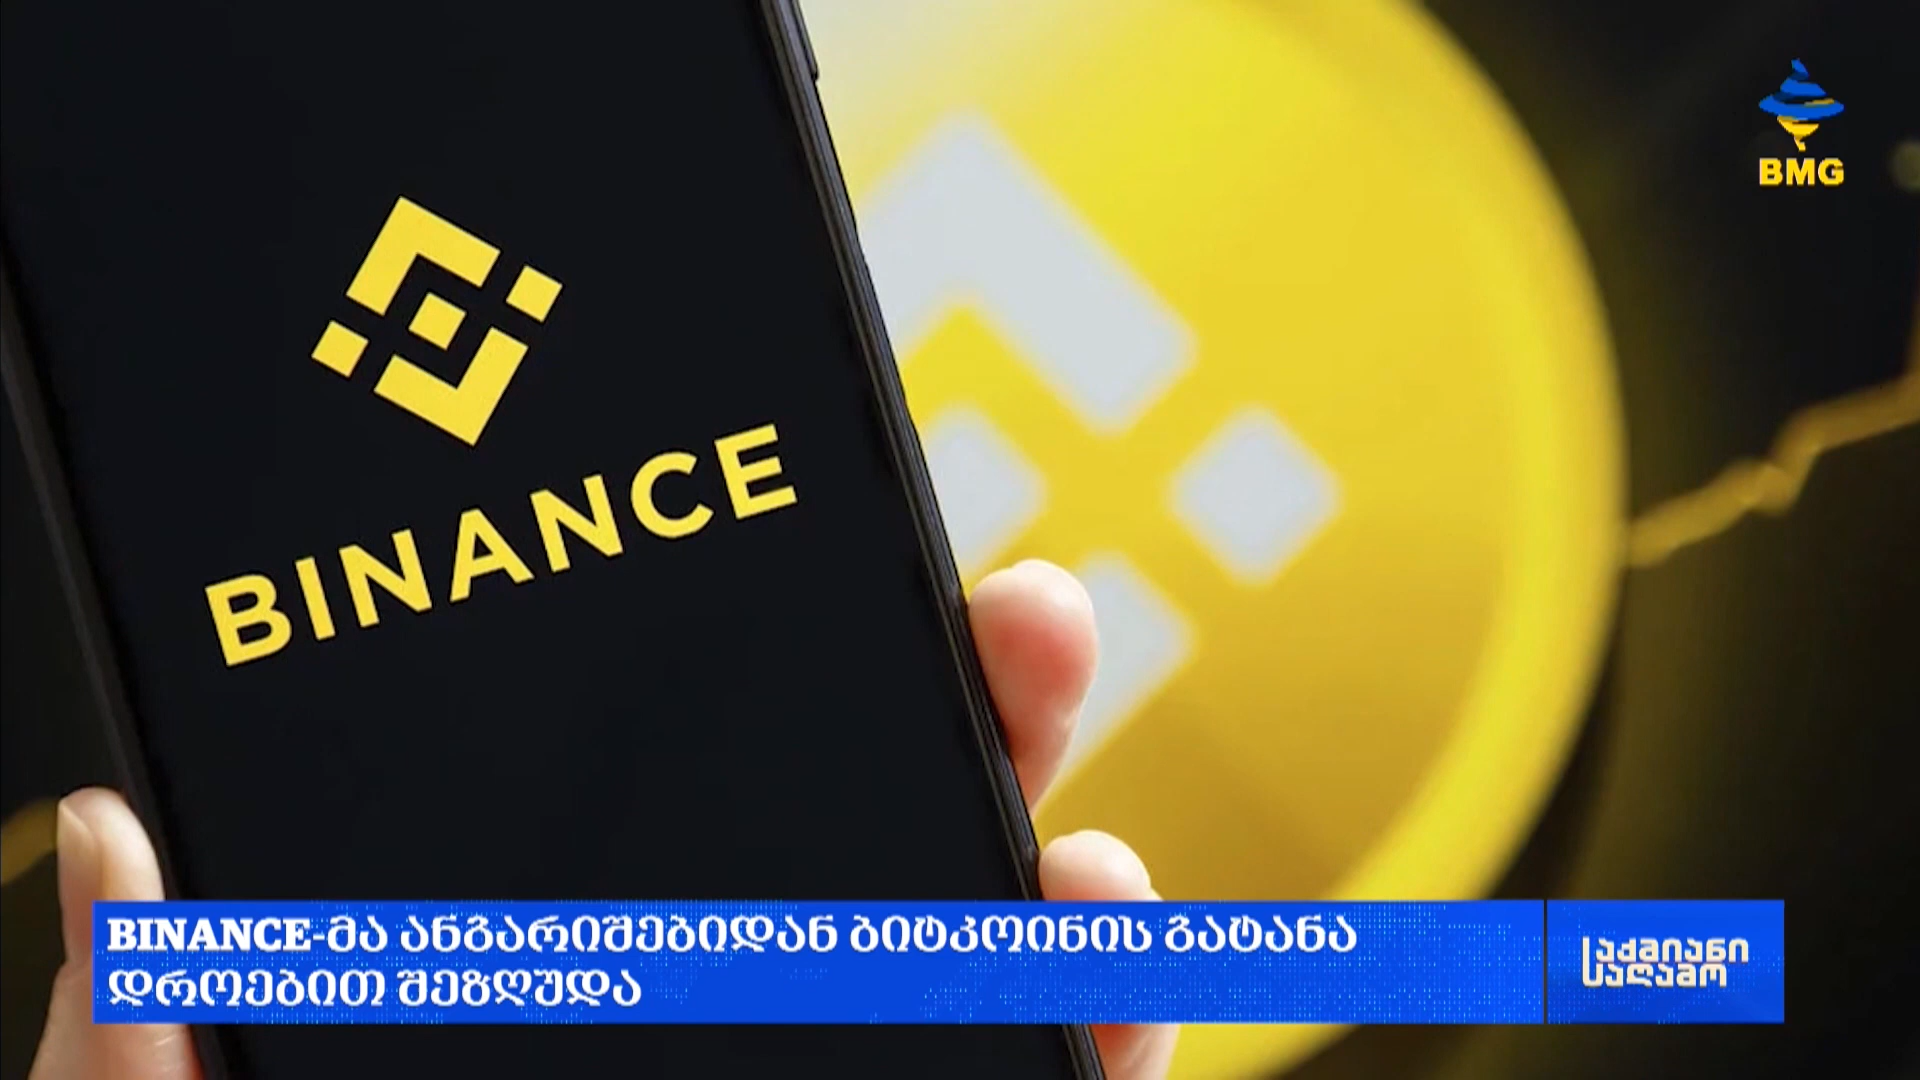 BMG
BINANCE
BINANCE-მა ანგარიშებიდან ბიტკოინის გატანა
დროებით შეზღუდა
საქმიანი
საღამო